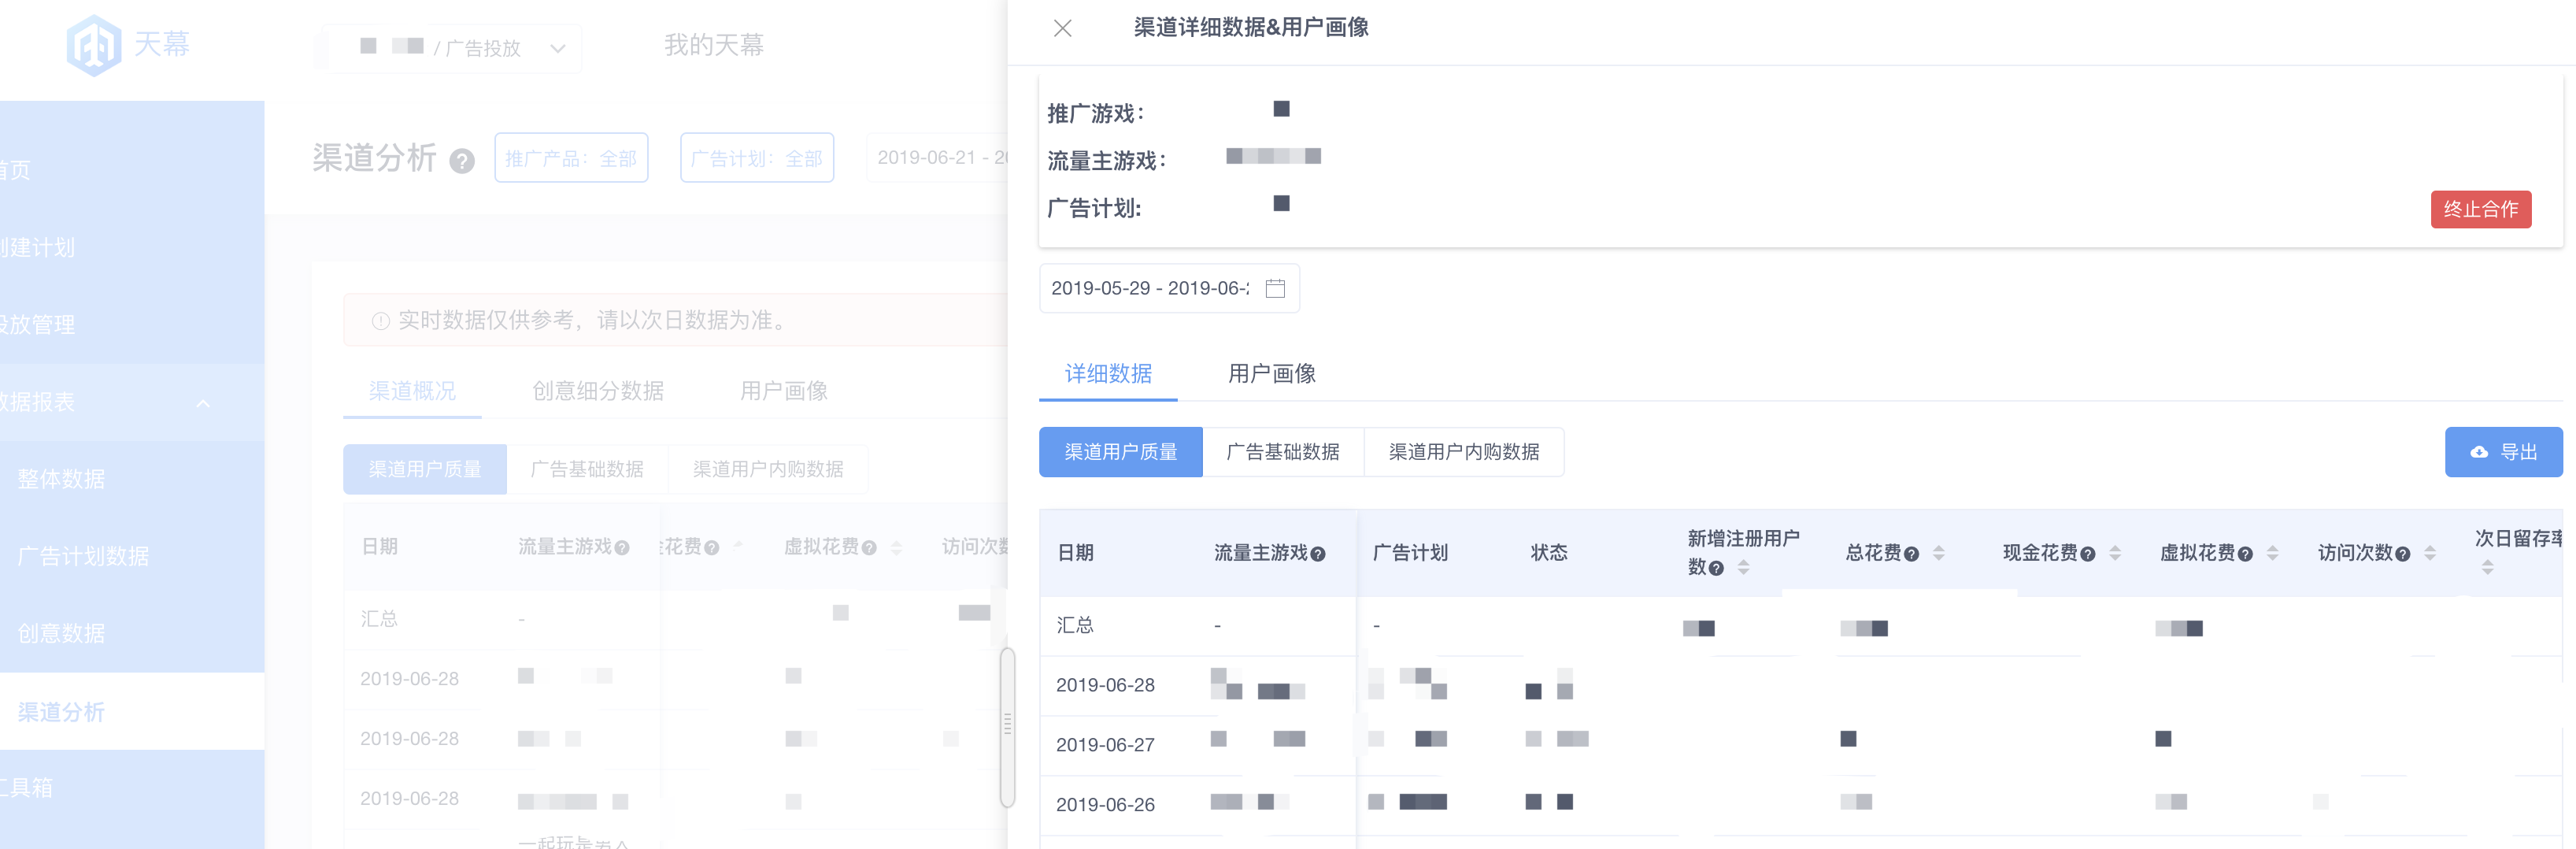 天幕
/ 广告投放
我的天幕
首页
创建计划
投放管理
数据报表
整体数据
广告计划数据
创意数据
渠道分析
工具箱
渠道分析
推广产品：全部
广告计划：全部
2019-06-21 - 20
实时数据仅供参考，请以次日数据为准。
渠道概况 创意细分数据 用户画像
渠道用户质量 广告基础数据 渠道用户内购数据
日期 流量主游戏 花费 虚拟花费 访问次数
汇总 -
2019-06-28
2019-06-28
2019-06-28
一起玩
渠道详细数据&用户画像
推广游戏：
流量主游戏：
广告计划:
终止合作
2019-05-29 - 2019-06-2
详细数据 用户画像
渠道用户质量 广告基础数据 渠道用户内购数据
导出
日期 流量主游戏 广告计划 状态 新增注册用户数 总花费 现金花费 虚拟花费 访问次数 次日留存率
汇总 - -
2019-06-28
2019-06-27
2019-06-26